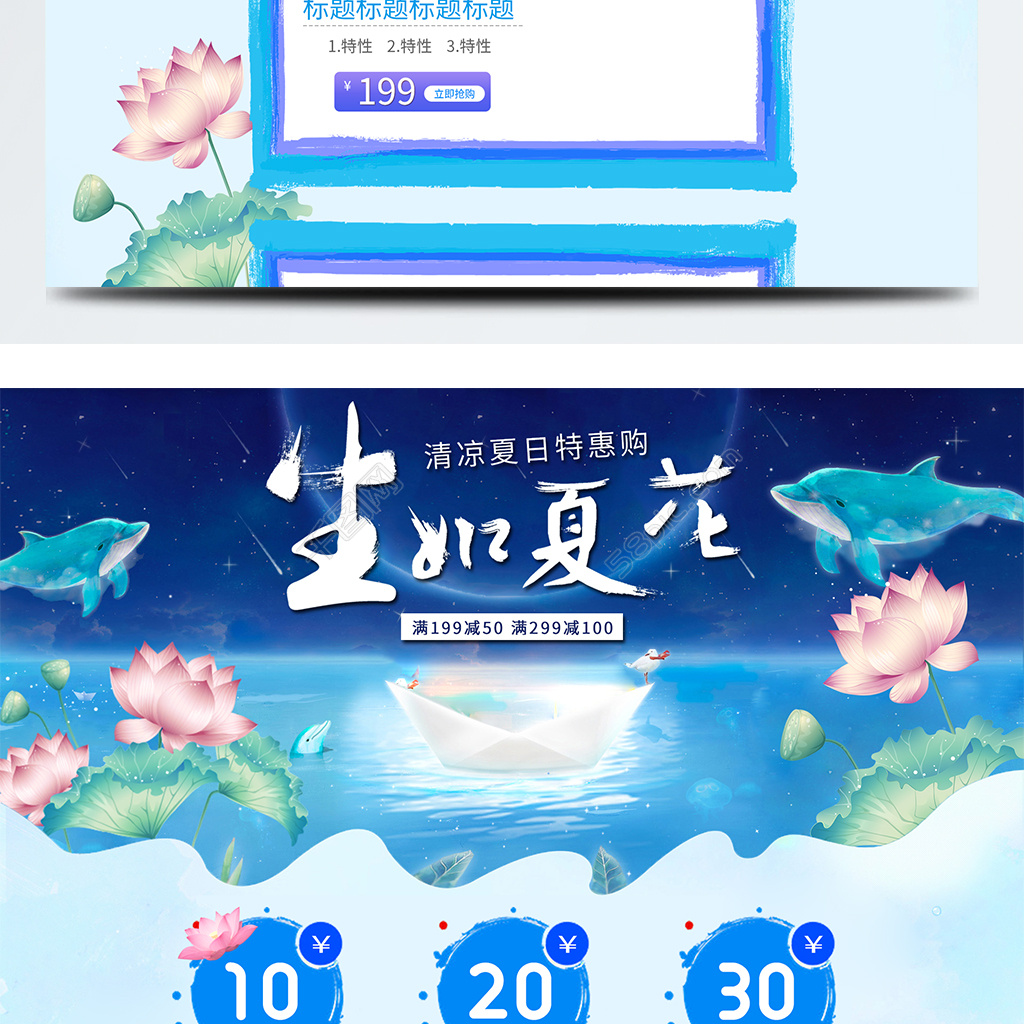 标题标题标题标题
1.特性 2.特性 3.特性
¥ 199 立即抢购
清凉夏日特惠购
生如夏花
满199减50 满299减100
¥ ¥ ¥
10 20 30